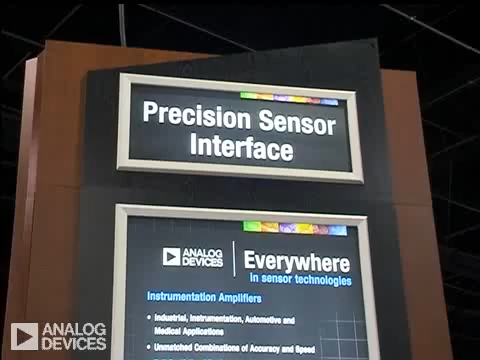 Precision Sensor
Interface
ANALOG
DEVICES
Everywhere
in sensor technologies
Instrumentation Amplifiers
• Industrial, Instrumentation, Automotive and
Medical Applications
• Unmatched Combinations of Accuracy and Speed
ANALOG
DEVICES